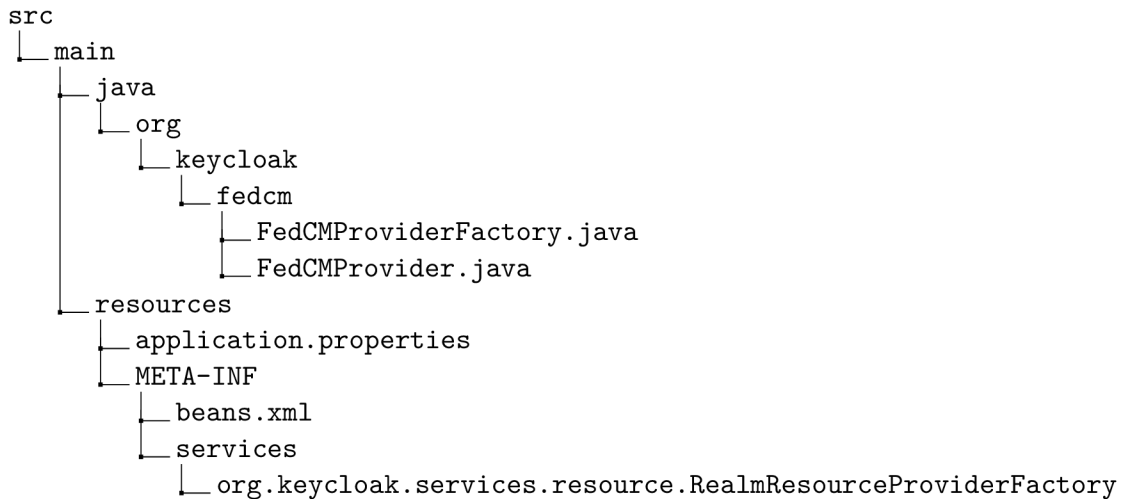 src
main
java
org
keycloak
fedcm
FedCMProviderFactory.java
FedCMProvider.java
resources
application.properties
META-INF
beans.xml
services
org.keycloak.services.resource.RealmResourceProviderFactory